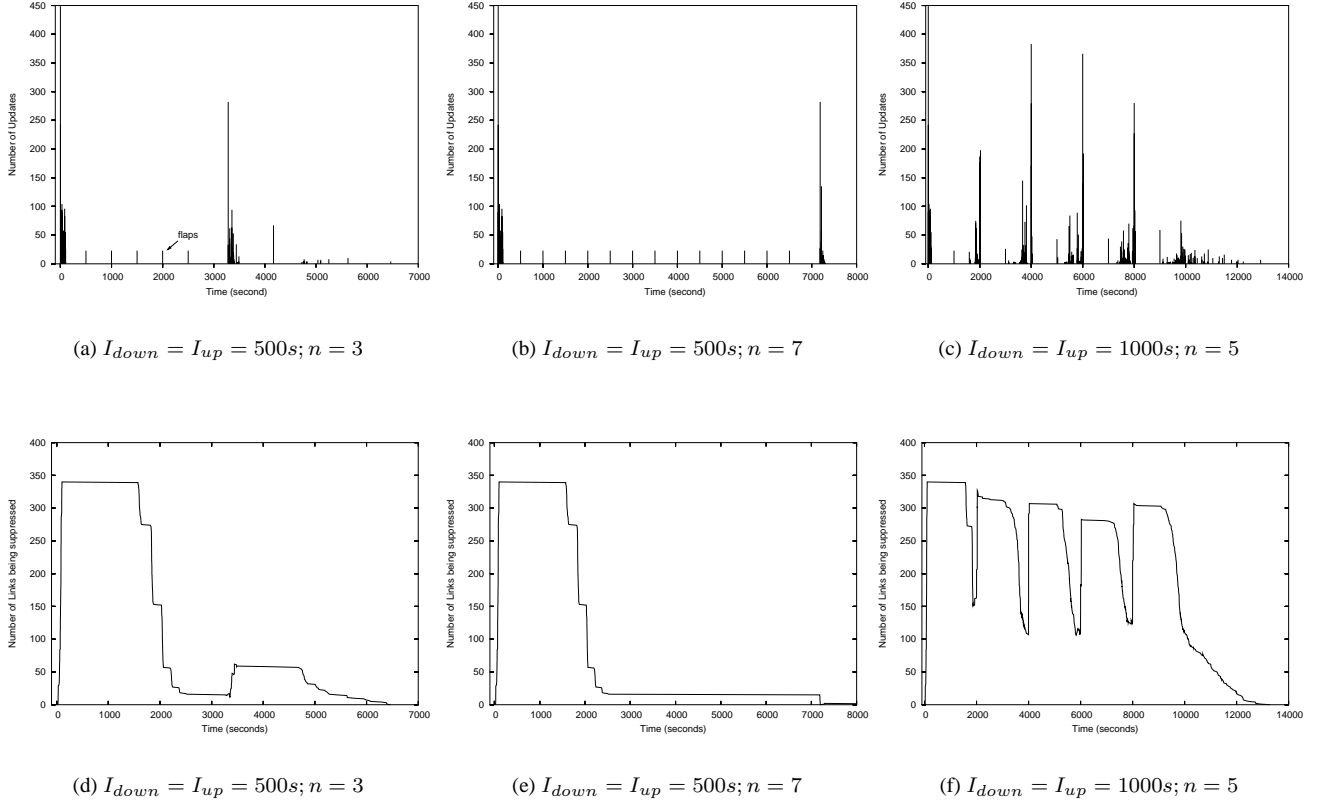 450
400
350
300
250
200
150
100
50
0
Number of Updates
flaps
0 1000 2000 3000 4000 5000 6000 7000
Time (second)
(a) I_down = I_up = 500s; n = 3
450
400
350
300
250
200
150
100
50
0
Number of Updates
0 1000 2000 3000 4000 5000 6000 7000 8000
Time (second)
(b) I_down = I_up = 500s; n = 7
450
400
350
300
250
200
150
100
50
0
Number of Updates
0 2000 4000 6000 8000 10000 12000 14000
Time (second)
(c) I_down = I_up = 1000s; n = 5
400
350
300
250
200
150
100
50
0
Number of Links being suppressed
0 1000 2000 3000 4000 5000 6000 7000
Time (seconds)
(d) I_down = I_up = 500s; n = 3
400
350
300
250
200
150
100
50
0
Number of Links being suppressed
0 1000 2000 3000 4000 5000 6000 7000 8000
Time (seconds)
(e) I_down = I_up = 500s; n = 7
400
350
300
250
200
150
100
50
0
Number of Links being suppressed
0 2000 4000 6000 8000 10000 12000 14000
Time (seconds)
(f) I_down = I_up = 1000s; n = 5